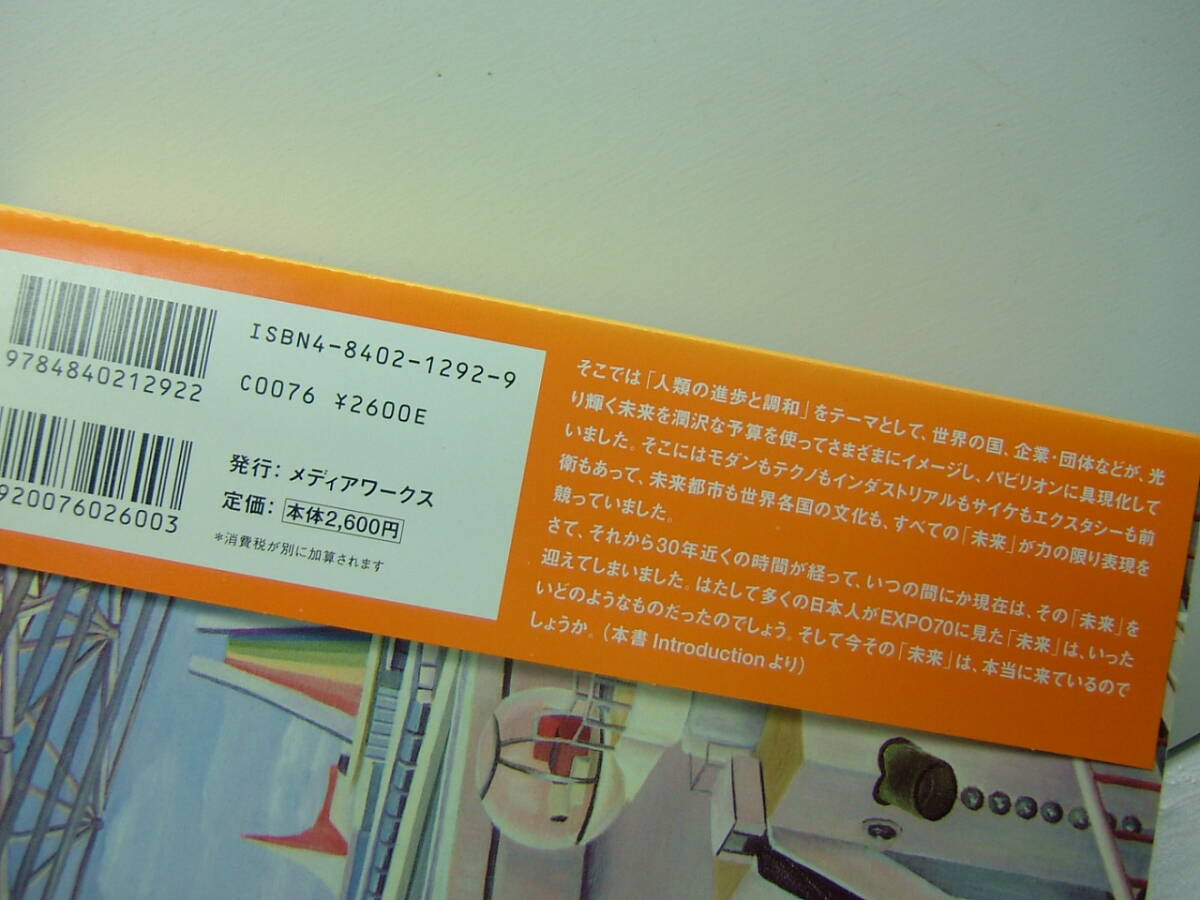 9784840212922
920076026003
ISBN4-8402-1292-9
C0076 ¥2600E
発行：メディアワークス
定価：本体2,600円
*消費税が別に加算されます
そこでは「人類の進歩と調和」をテーマとして、世界の国、企業・団体などが、光
り輝く未来を潤沢な予算を使ってさまざまにイメージし、パビリオンに具現化して
いました。そこにはモダンもテクノもインダストリアルもサイケもエクスタシーも前
衛もあって、未来都市も世界各国の文化も、すべての「未来」が力の限り表現を
競っていました。
さて、それから30年近くの時間が経って、いつの間にか現在は、その「未来」を
迎えてしまいました。はたして多くの日本人がEXPO70に見た「未来」は、いった
いどのようなものだったのでしょう。そして今その「未来」は、本当に来ているので
しょうか。（本書 Introductionより）